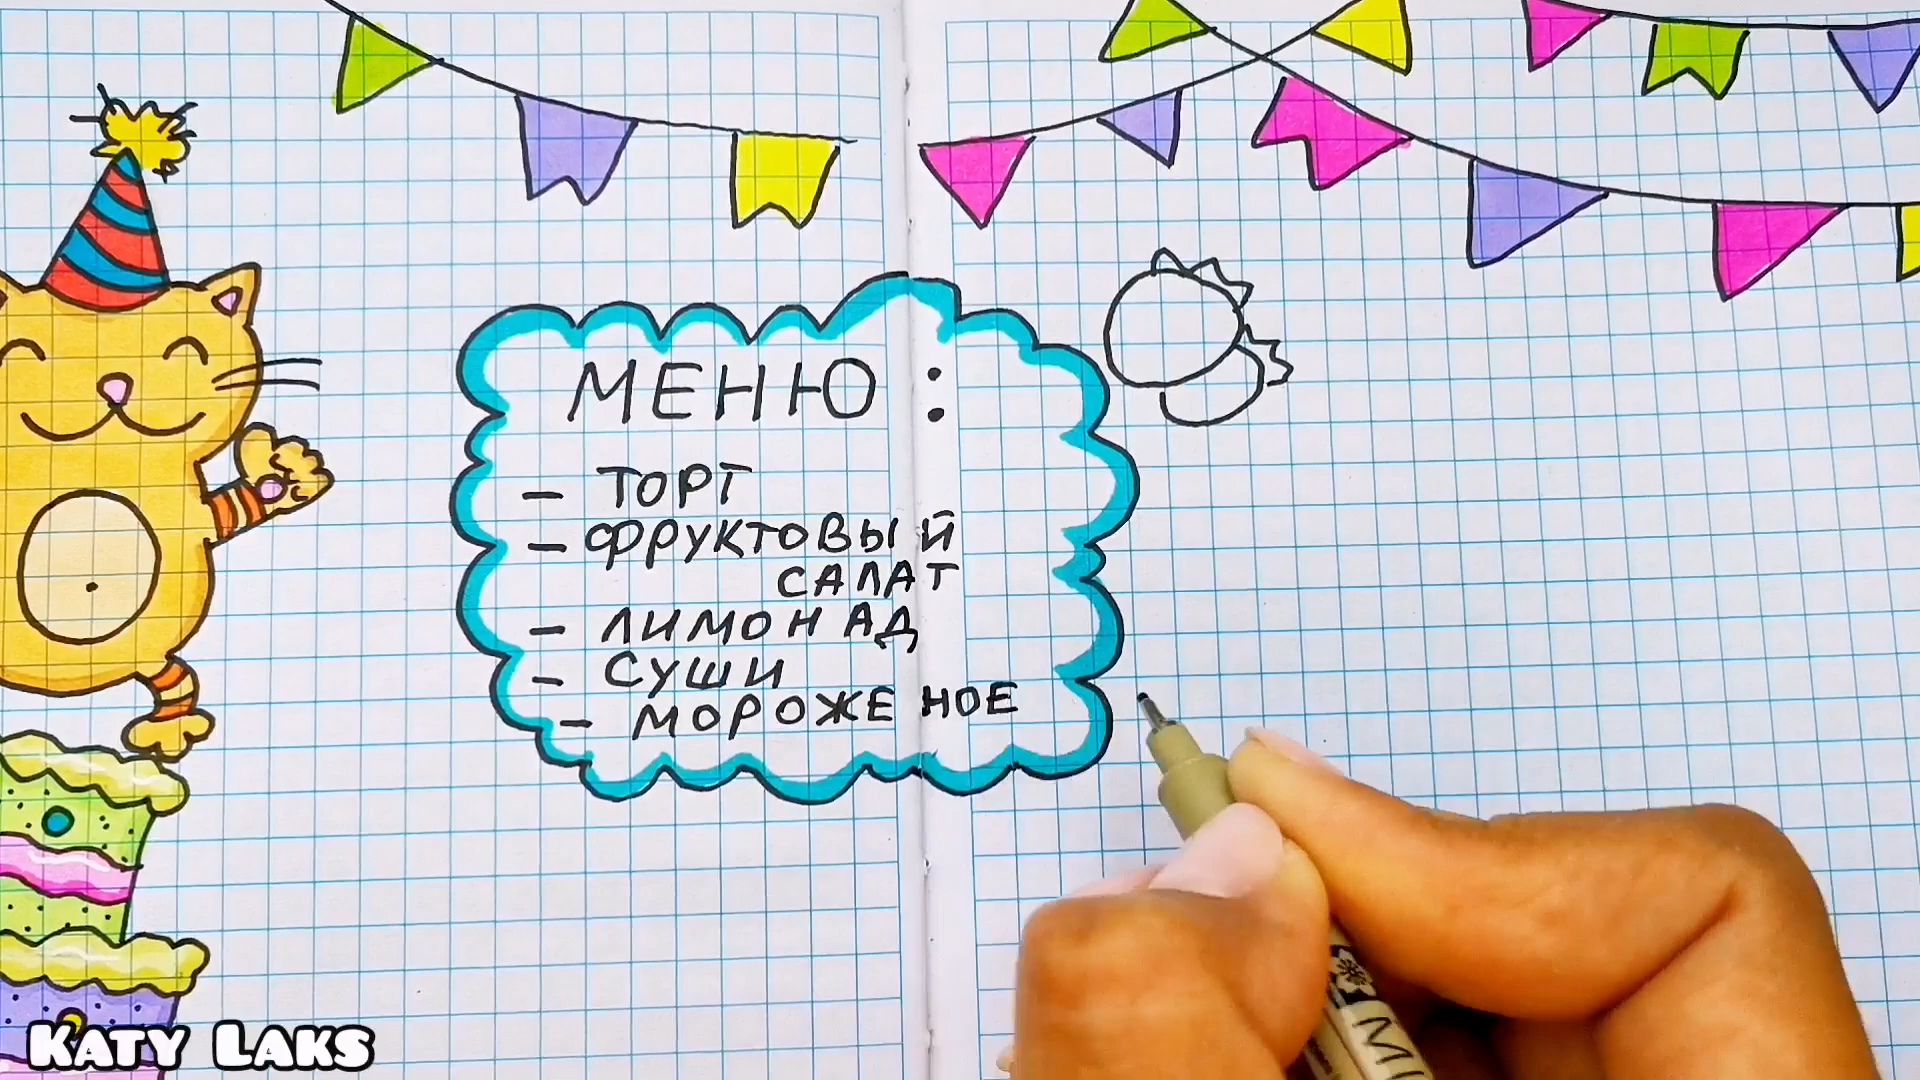 МЕНЮ :
- ТОРТ
- ФРУКТОВЫЙ
САЛАТ
- ЛИМОНАД
- СУШИ
- МОРОЖЕНОЕ
KATY LAKS